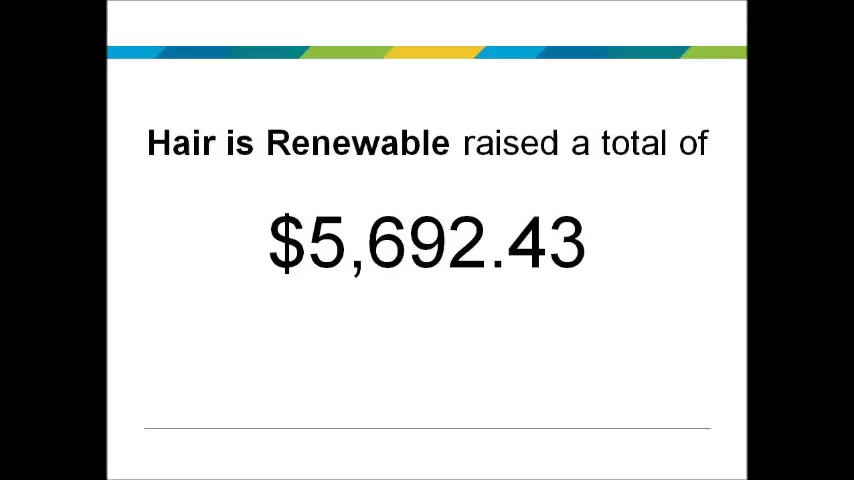 Hair is Renewable raised a total of
$5,692.43